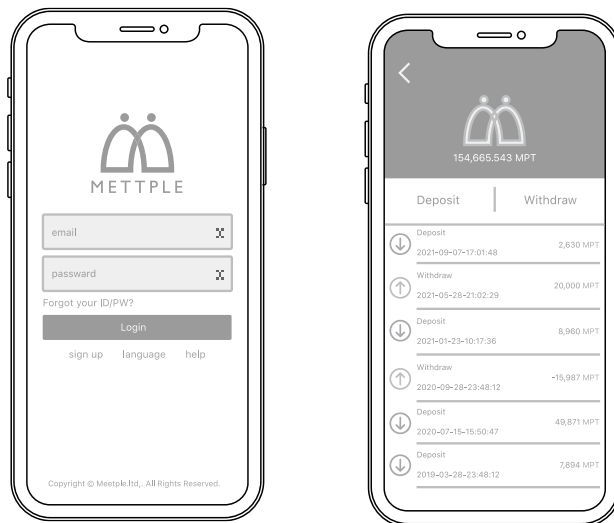 METTPLE
email
password
Forgot your ID/PW?
Login
sign up language help
Copyright © Meetple.ltd,. All Rights Reserved.
154,665.543 MPT
Deposit Withdraw
Deposit
2021-09-07-17:01:48 2,630 MPT
Withdraw
2021-05-28-21:02:29 20,000 MPT
Deposit
2021-01-23-10:17:36 8,960 MPT
Withdraw
2020-09-28-23:48:12 -15,987 MPT
Deposit
2020-07-15-15:50:47 49,871 MPT
Deposit
2019-03-28-23:48:12 7,894 MPT